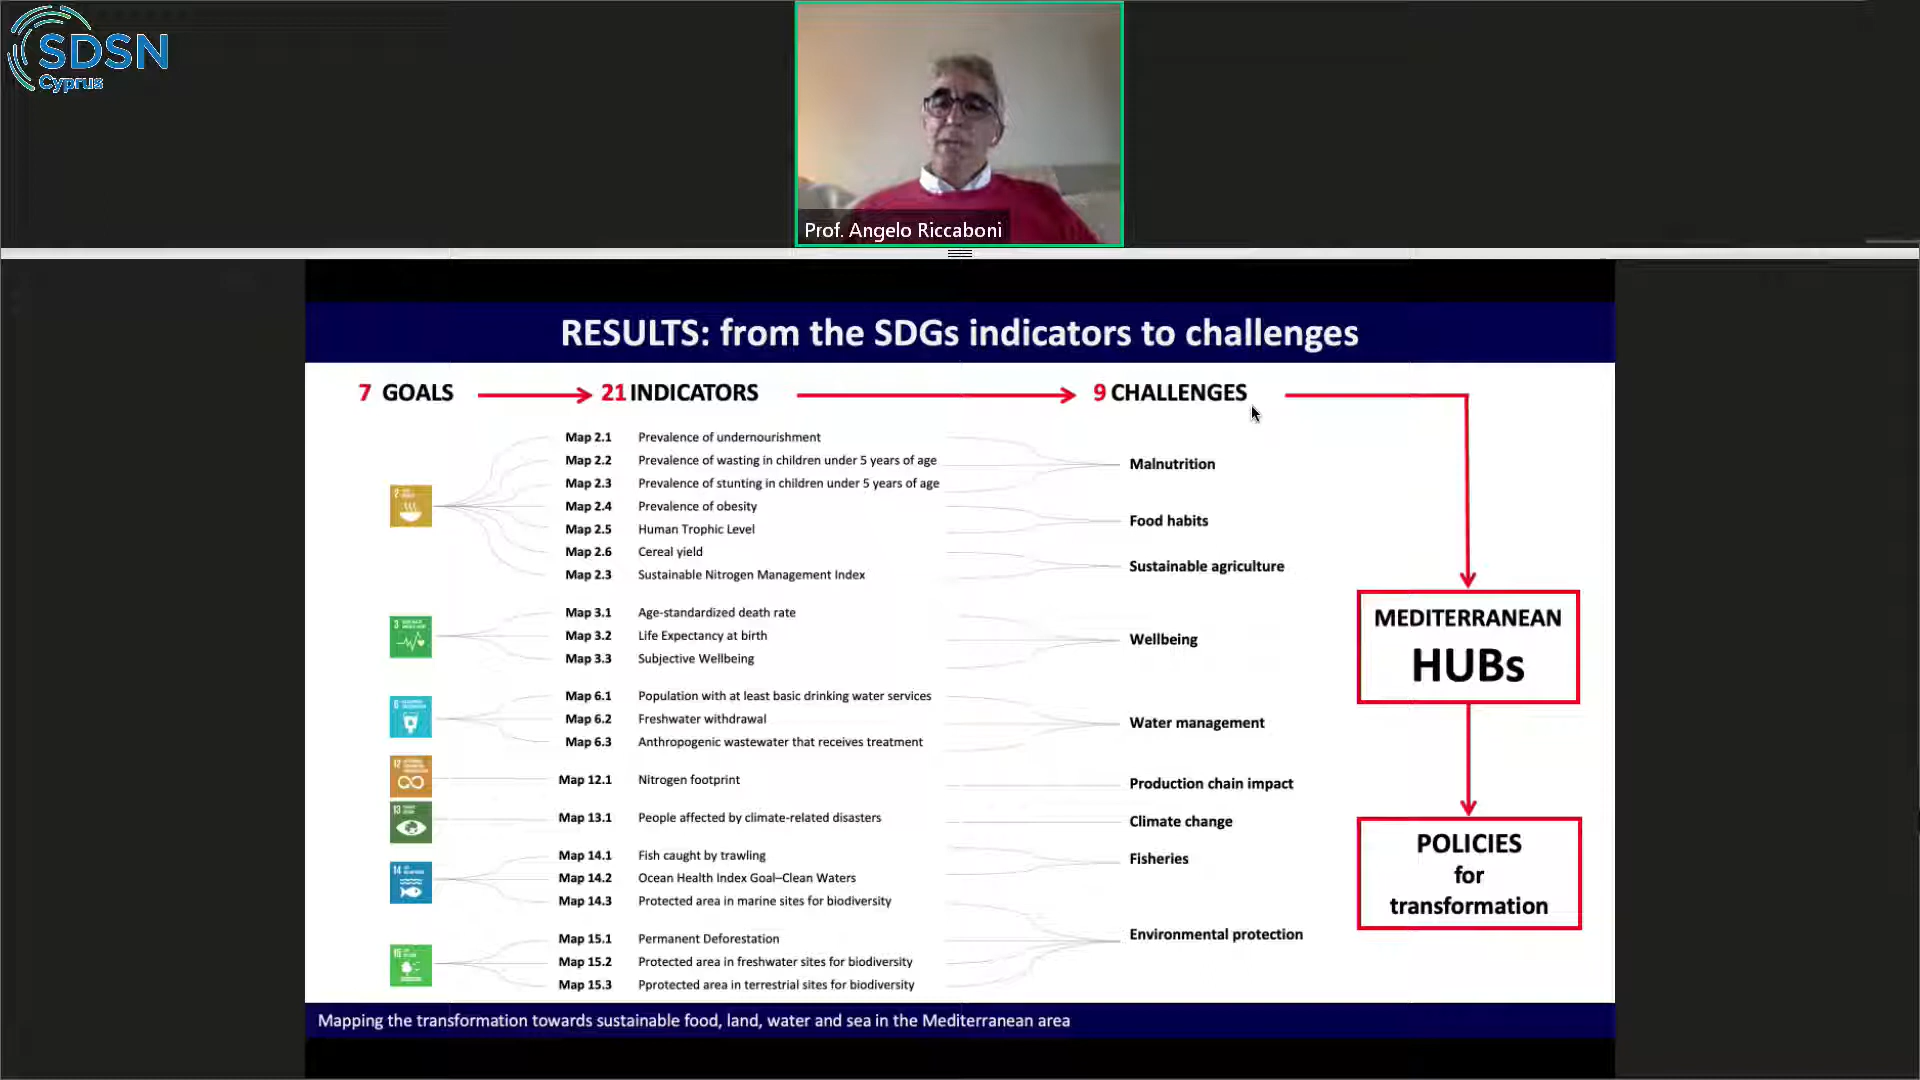 SDSN
Cyprus
Prof. Angelo Riccaboni
RESULTS: from the SDGs indicators to challenges
7 GOALS
21 INDICATORS
9 CHALLENGES
Map 2.1 Prevalence of undernourishment
Map 2.2 Prevalence of wasting in children under 5 years of age
Map 2.3 Prevalence of stunting in children under 5 years of age
Map 2.4 Prevalence of obesity
Map 2.5 Human Trophic Level
Map 2.6 Cereal yield
Map 2.3 Sustainable Nitrogen Management Index
Map 3.1 Age-standardized death rate
Map 3.2 Life Expectancy at birth
Map 3.3 Subjective Wellbeing
Map 6.1 Population with at least basic drinking water services
Map 6.2 Freshwater withdrawal
Map 6.3 Anthropogenic wastewater that receives treatment
Map 12.1 Nitrogen footprint
Map 13.1 People affected by climate-related disasters
Map 14.1 Fish caught by trawling
Map 14.2 Ocean Health Index Goal–Clean Waters
Map 14.3 Protected area in marine sites for biodiversity
Map 15.1 Permanent Deforestation
Map 15.2 Protected area in freshwater sites for biodiversity
Map 15.3 Pprotected area in terrestrial sites for biodiversity
Malnutrition
Food habits
Sustainable agriculture
Wellbeing
Water management
Production chain impact
Climate change
Fisheries
Environmental protection
MEDITERRANEAN
HUBs
POLICIES
for
transformation
2
3
6
12
13
14
15
Mapping the transformation towards sustainable food, land, water and sea in the Mediterranean area